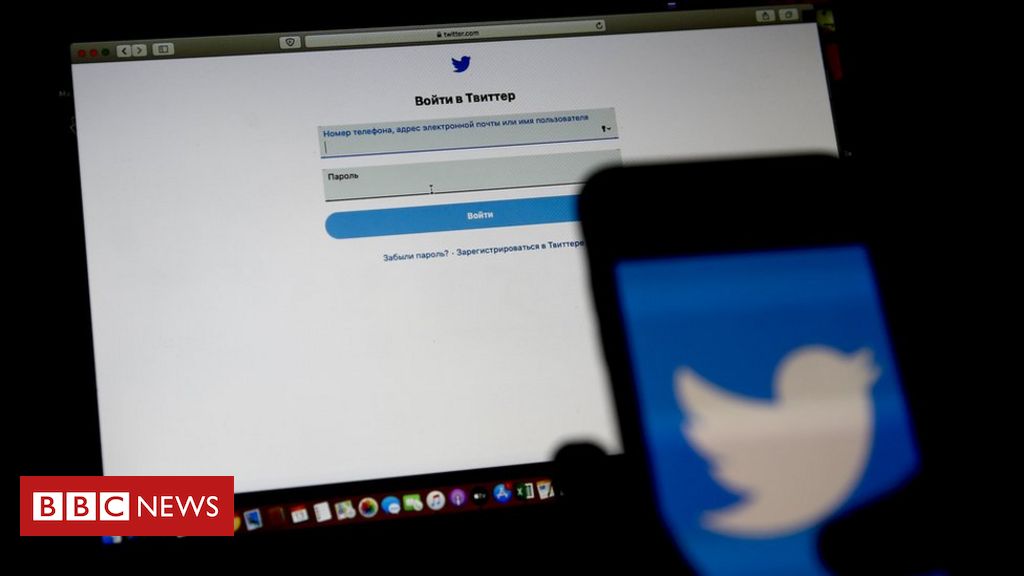 twitter.com
Войти в Твиттер
Номер телефона, адрес электронной почты или имя пользователя
Пароль
Войти
Забыли пароль? · Зарегистрироваться в Твиттере
BBC NEWS